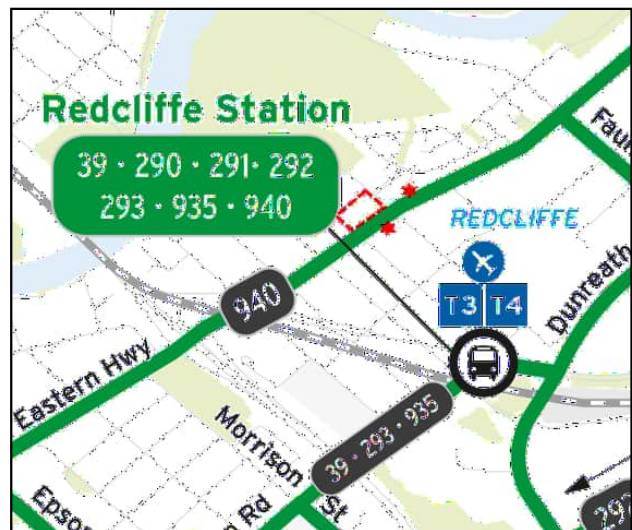 Redcliffe Station
39 · 290 · 291 · 292
293 · 935 · 940
REDCLIFFE
T3 T4
940
Dunreath
Eastern Hwy
39 · 293 · 935
Morrison
St
Rd